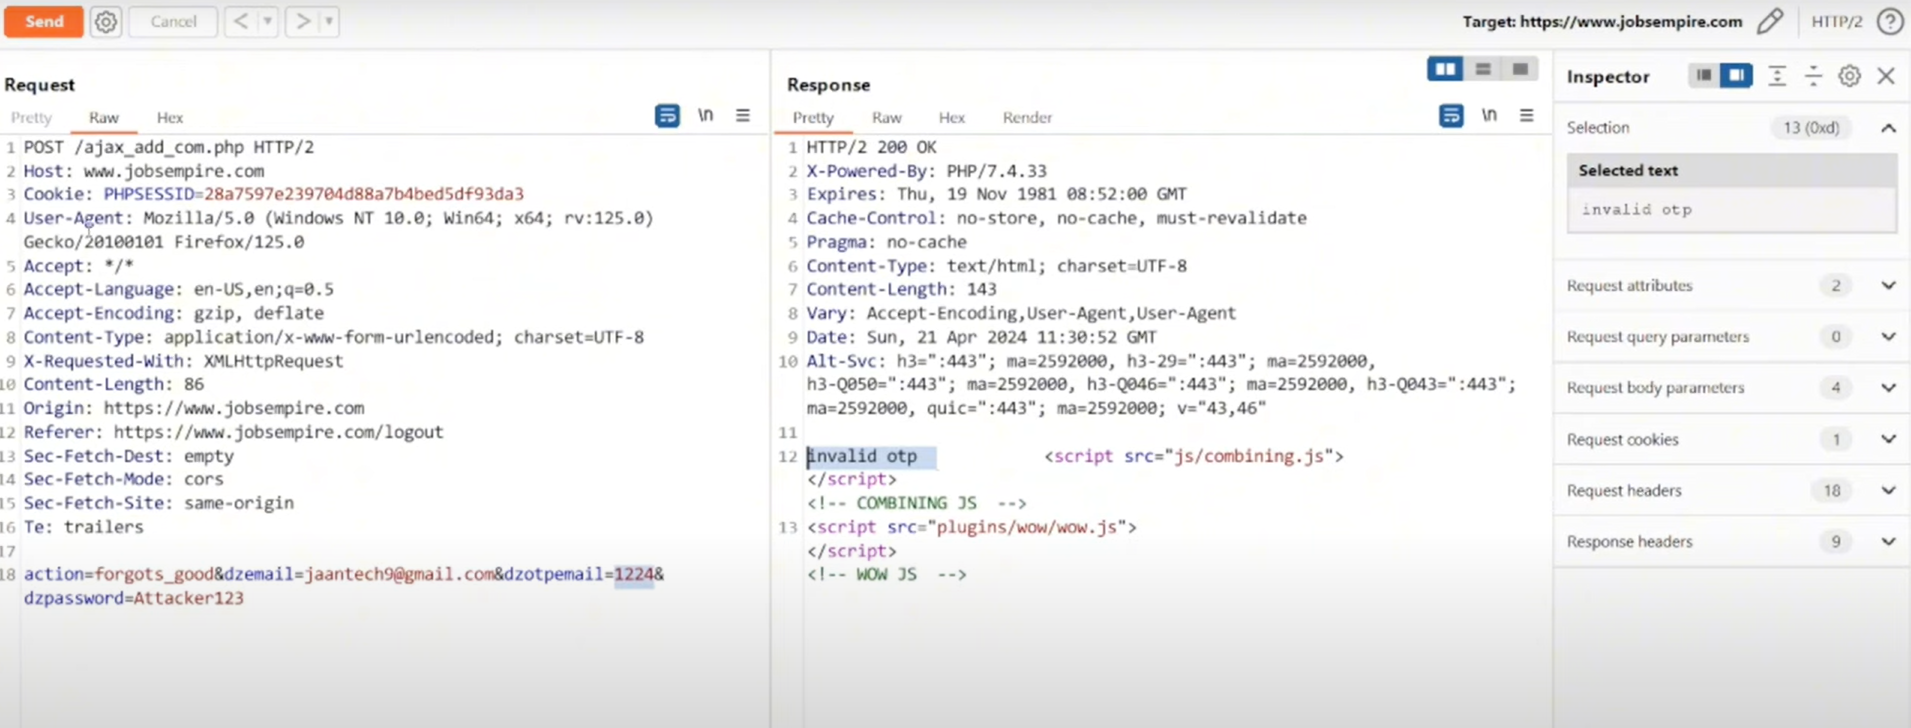 Send
Cancel
Target: https://www.jobsempire.com
HTTP/2
Request
Pretty
Raw
Hex
\n
1 POST /ajax_add_com.php HTTP/2
2 Host: www.jobsempire.com
3 Cookie: PHPSESSID=28a7597e239704d88a7b4bed5df93da3
4 User-Agent: Mozilla/5.0 (Windows NT 10.0; Win64; x64; rv:125.0)
Gecko/20100101 Firefox/125.0
5 Accept: */*
6 Accept-Language: en-US,en;q=0.5
7 Accept-Encoding: gzip, deflate
8 Content-Type: application/x-www-form-urlencoded; charset=UTF-8
9 X-Requested-With: XMLHttpRequest
10 Content-Length: 86
11 Origin: https://www.jobsempire.com
12 Referer: https://www.jobsempire.com/logout
13 Sec-Fetch-Dest: empty
14 Sec-Fetch-Mode: cors
15 Sec-Fetch-Site: same-origin
16 Te: trailers
17
18 action=forgots_good&dzemail=jaantech9@gmail.com&dzotpemail=1224&
dzpassword=Attacker123
Response
Pretty
Raw
Hex
Render
\n
1 HTTP/2 200 OK
2 X-Powered-By: PHP/7.4.33
3 Expires: Thu, 19 Nov 1981 08:52:00 GMT
4 Cache-Control: no-store, no-cache, must-revalidate
5 Pragma: no-cache
6 Content-Type: text/html; charset=UTF-8
7 Content-Length: 143
8 Vary: Accept-Encoding,User-Agent,User-Agent
9 Date: Sun, 21 Apr 2024 11:30:52 GMT
10 Alt-Svc: h3=":443"; ma=2592000, h3-29=":443"; ma=2592000,
h3-Q050=":443"; ma=2592000, h3-Q046=":443"; ma=2592000, h3-Q043=":443";
ma=2592000, quic=":443"; ma=2592000; v="43,46"
11
12 invalid otp <script src="js/combining.js">
</script>
<!-- COMBINING JS -->
13 <script src="plugins/wow/wow.js">
</script>
<!-- WOW JS -->
Inspector
Selection 13 (0xd)
Selected text
invalid otp
Request attributes 2
Request query parameters 0
Request body parameters 4
Request cookies 1
Request headers 18
Response headers 9